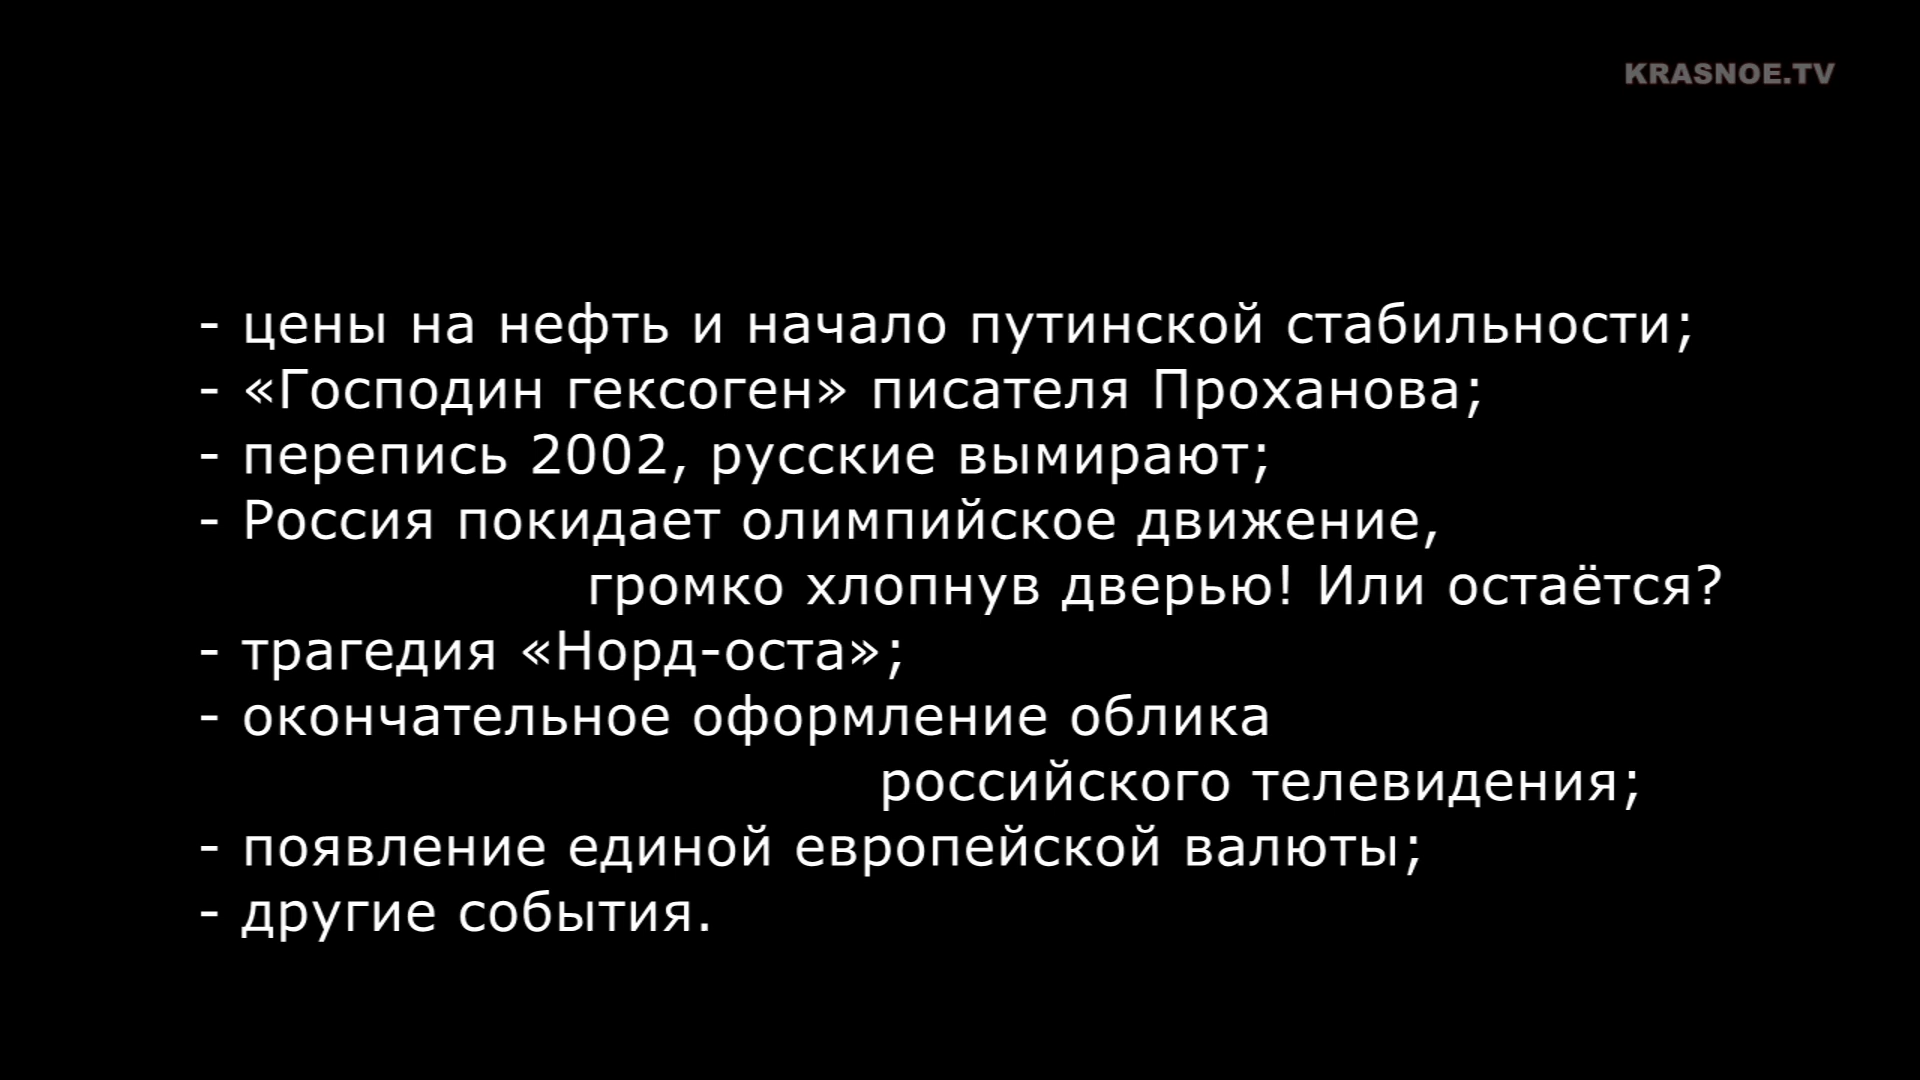 KRASNOE.TV
- цены на нефть и начало путинской стабильности;
- «Господин гексоген» писателя Проханова;
- перепись 2002, русские вымирают;
- Россия покидает олимпийское движение,
громко хлопнув дверью! Или остаётся?
- трагедия «Норд-оста»;
- окончательное оформление облика
российского телевидения;
- появление единой европейской валюты;
- другие события.